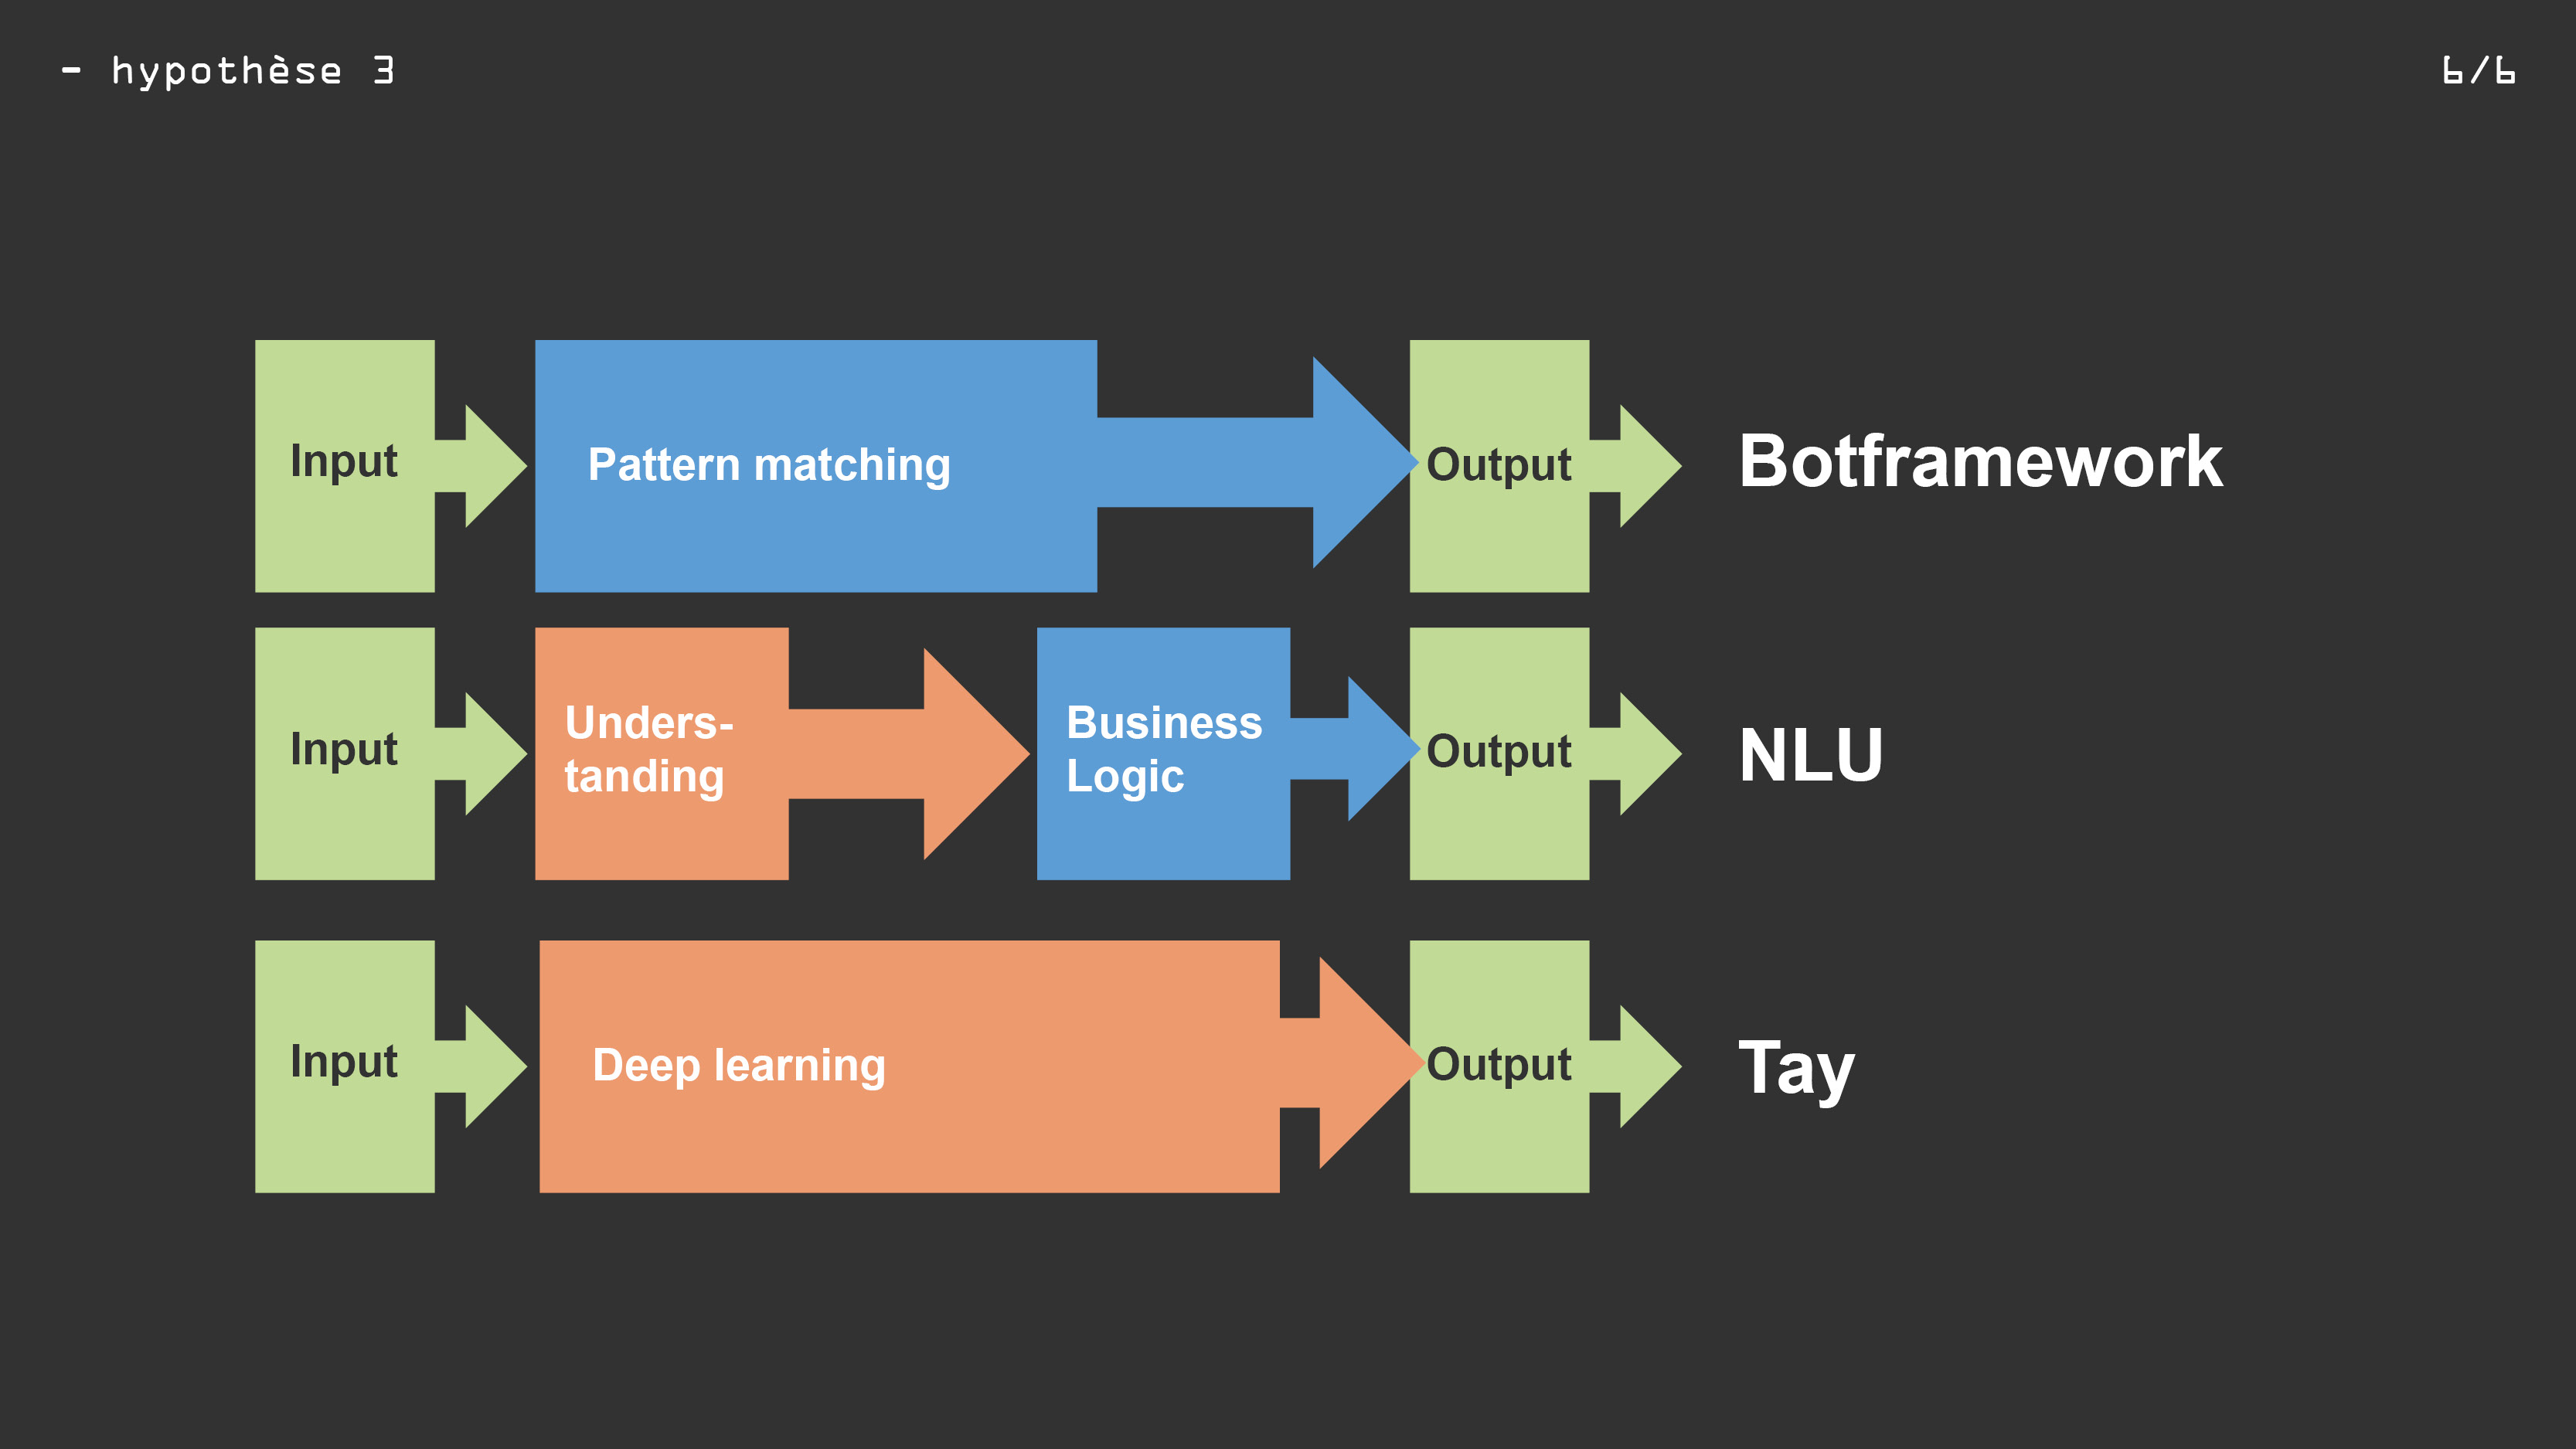 - hypothèse 3
6/6
Input
Pattern matching
Output
Botframework
Input
Unders-
tanding
Business
Logic
Output
NLU
Input
Deep learning
Output
Tay